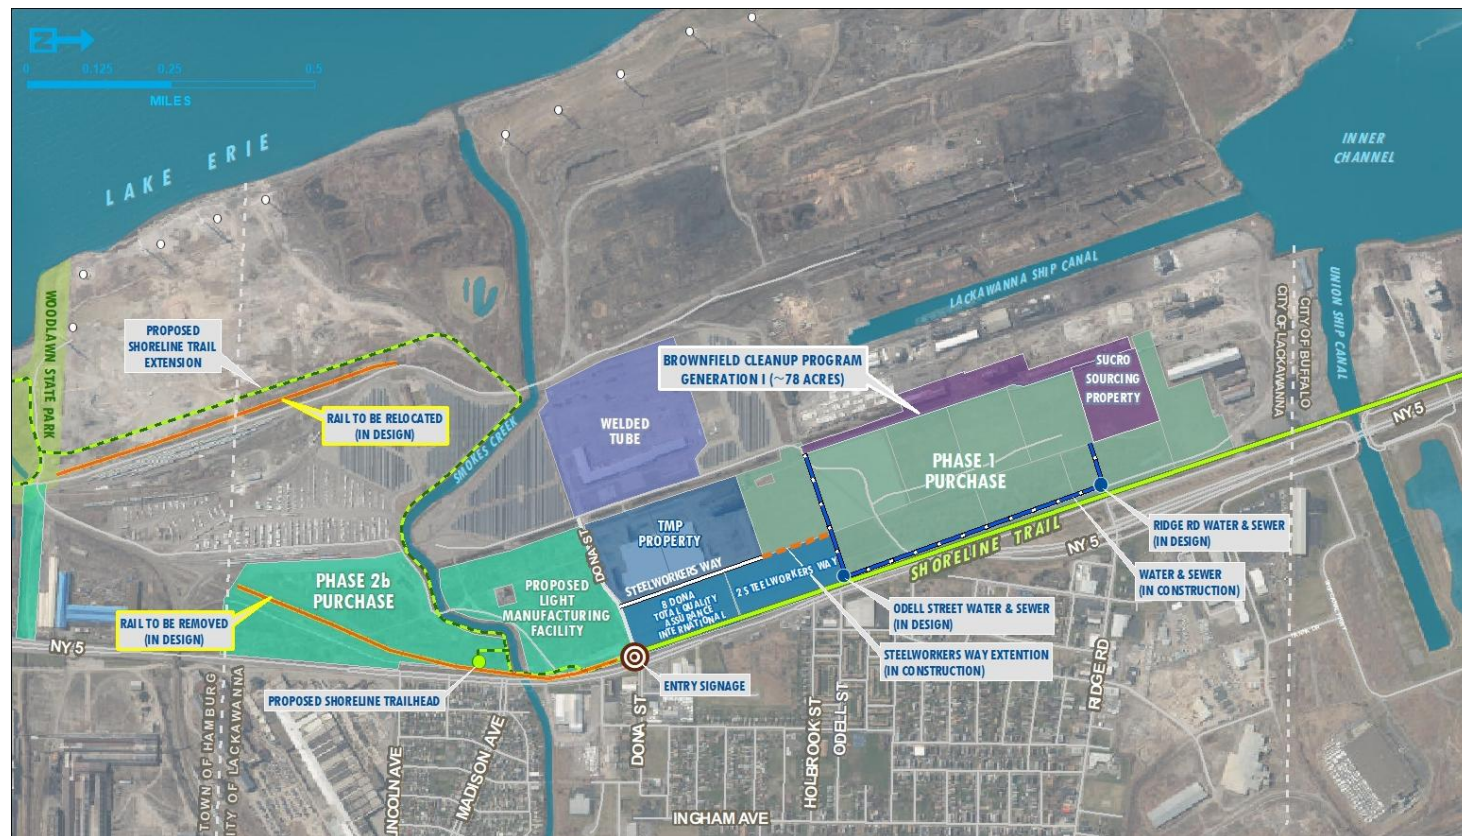 N
0 0.125 0.25 0.5
MILES
LAKE ERIE
INNER
CHANNEL
LACKAWANNA SHIP CANAL
UNION SHIP CANAL
CITY OF LACKAWANNA
CITY OF BUFFALO
WOODLAWN STATE PARK
PROPOSED
SHORELINE TRAIL
EXTENSION
RAIL TO BE RELOCATED
(IN DESIGN)
SMOKES CREEK
WELDED
TUBE
BROWNFIELD CLEANUP PROGRAM
GENERATION I (~78 ACRES)
SUCRO
SOURCING
PROPERTY
PHASE 1
PURCHASE
NY 5
TMP
PROPERTY
DONA ST
STEELWORKERS WAY
8 DONA
TOTAL QUALITY
ASSURANCE
INTERNATIONAL
2 STEELWORKERS WAY
SHORELINE TRAIL
NY 5
RIDGE RD WATER & SEWER
(IN DESIGN)
WATER & SEWER
(IN CONSTRUCTION)
ODELL STREET WATER & SEWER
(IN DESIGN)
STEELWORKERS WAY EXTENTION
(IN CONSTRUCTION)
PHASE 2b
PURCHASE
PROPOSED
LIGHT
MANUFACTURING
FACILITY
RAIL TO BE REMOVED
(IN DESIGN)
NY 5
PROPOSED SHORELINE TRAILHEAD
ENTRY SIGNAGE
TOWN OF HAMBURG
ITY OF LACKAWANNA
UNCOLN AVE
MADISON AVE
DONA ST
HOLBROOK ST
ODELL ST
RIDGE RD
INGHAM AVE